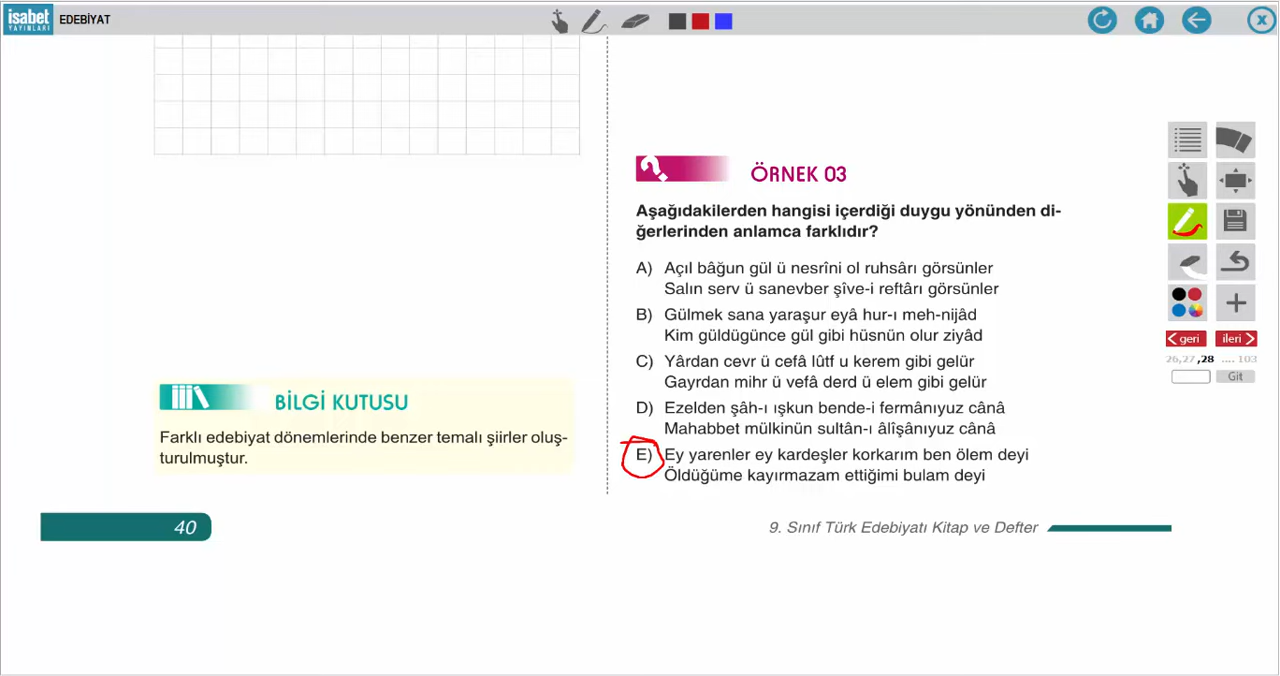 isabet
YAYINLARI
EDEBİYAT
BİLGİ KUTUSU
Farklı edebiyat dönemlerinde benzer temalı şiirler oluş-
turulmuştur.
40
ÖRNEK 03
Aşağıdakilerden hangisi içerdiği duygu yönünden di-
ğerlerinden anlamca farklıdır?
A) Açıl bâğun gül ü nesrîni ol ruhsârı görsünler
Salın serv ü sanevber şîve-i reftârı görsünler
B) Gülmek sana yaraşur eyâ hur-ı meh-nijâd
Kim güldügünce gül gibi hüsnün olur ziyâd
C) Yârdan cevr ü cefâ lûtf u kerem gibi gelür
Gayrdan mihr ü vefâ derd ü elem gibi gelür
D) Ezelden şâh-ı ışkun bende-i fermânıyuz cânâ
Mahabbet mülkinün sultân-ı âlîşânıyuz cânâ
E) Ey yarenler ey kardeşler korkarım ben ölem deyi
Öldüğüme kayırmazam ettiğimi bulam deyi
9. Sınıf Türk Edebiyatı Kitap ve Defter
geri ileri
26,27,28 .... 103
Git